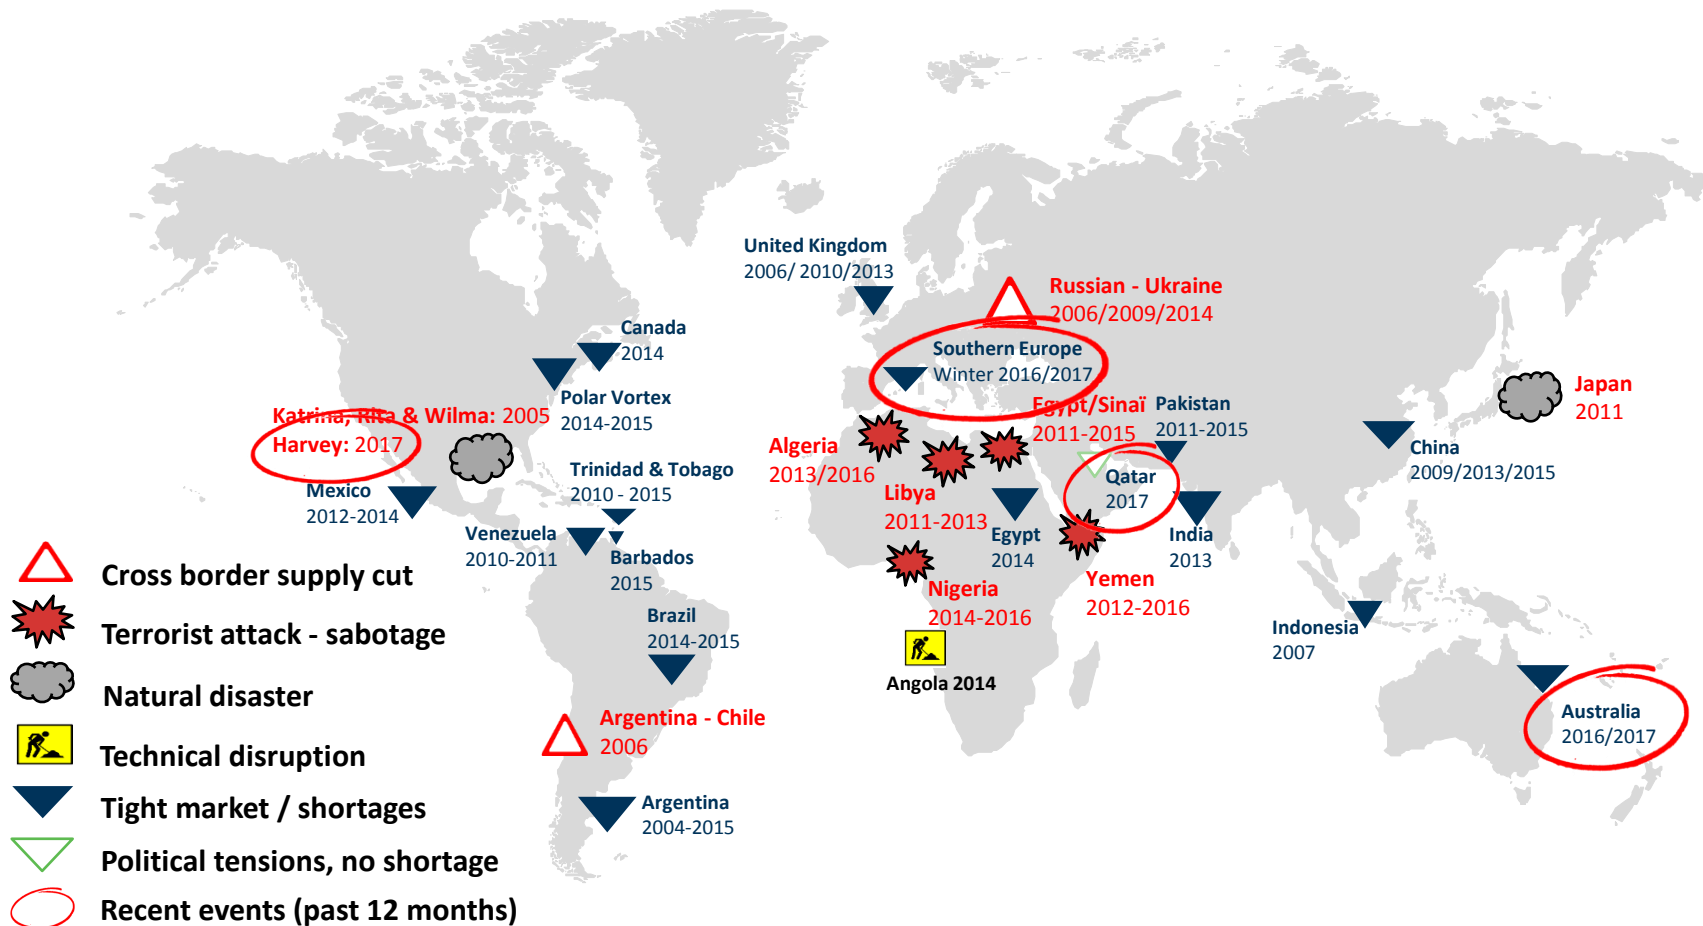 United Kingdom
2006/ 2010/2013
Russian - Ukraine
2006/2009/2014
Canada
2014
Southern Europe
Winter 2016/2017
Polar Vortex
2014-2015
Katrina, Rita & Wilma: 2005
Harvey: 2017
Egypt/Sinaï
2011-2015
Pakistan
2011-2015
Japan
2011
Algeria
2013/2016
China
2009/2013/2015
Trinidad & Tobago
2010 - 2015
Mexico
2012-2014
Libya
2011-2013
Qatar
2017
Venezuela
2010-2011
Barbados
2015
Egypt
2014
India
2013
Nigeria
2014-2016
Yemen
2012-2016
Brazil
2014-2015
Indonesia
2007
Angola 2014
Argentina - Chile
2006
Australia
2016/2017
Argentina
2004-2015
Cross border supply cut
Terrorist attack - sabotage
Natural disaster
Technical disruption
Tight market / shortages
Political tensions, no shortage
Recent events (past 12 months)